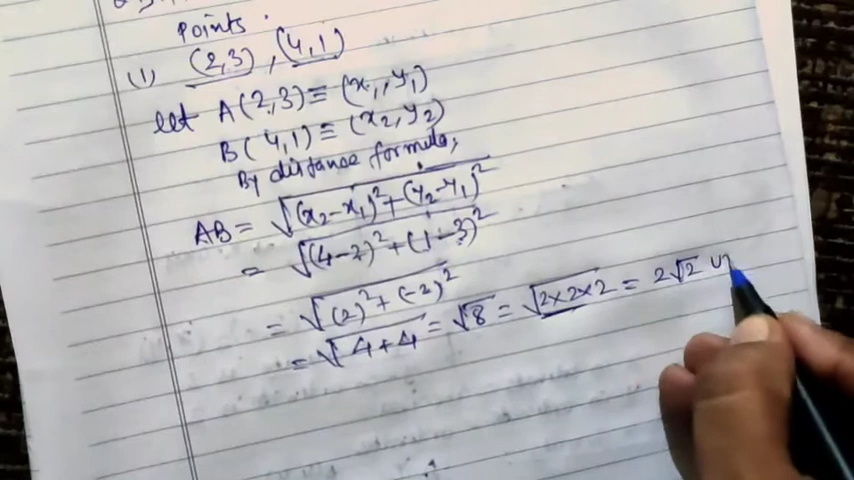 points.
(1) (2,3), (4,1)
let A(2,3) ≡ (x₁, y₁)
B(4,1) ≡ (x₂, y₂)
By distance formula,
AB = √(x₂-x₁)²+(y₂-y₁)²
= √(4-2)²+(1-3)²
= √(2)²+(-2)²
= √4+4 = √8 = √2×2×2 = 2√2 un